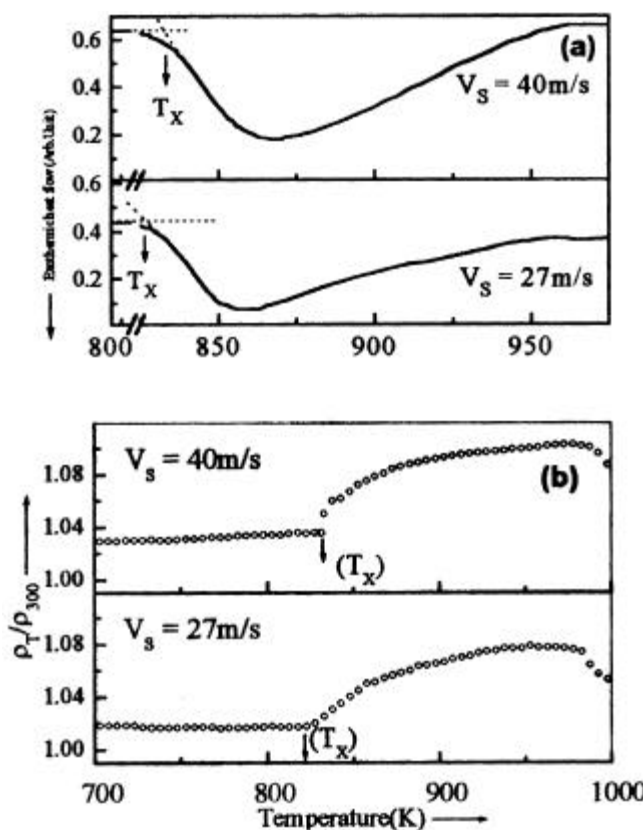 0.6
(a)
0.4
T_X
V_S = 40m/s
0.2
0.6
0.4
T_X
V_S = 27m/s
0.2
800 850 900 950
V_S = 40m/s
(b)
1.08
1.04
(T_X)
1.00
ρ_T/ρ_300
V_S = 27m/s
1.08
1.04
(T_X)
1.00
700 800 900 1000
Temperature(K)